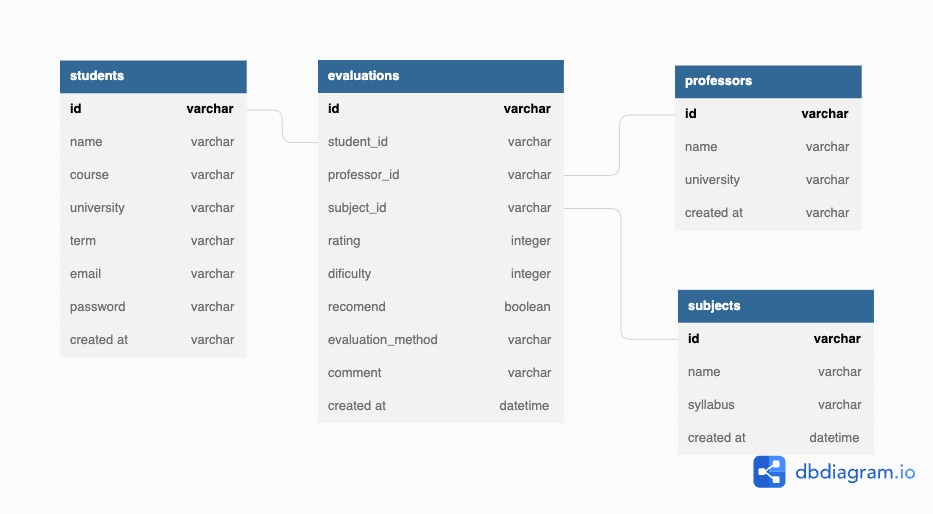 students
id varchar
name varchar
course varchar
university varchar
term varchar
email varchar
password varchar
created at varchar
evaluations
id varchar
student_id varchar
professor_id varchar
subject_id varchar
rating integer
dificulty integer
recomend boolean
evaluation_method varchar
comment varchar
created at datetime
professors
id varchar
name varchar
university varchar
created at varchar
subjects
id varchar
name varchar
syllabus varchar
created at datetime
dbdiagram.io